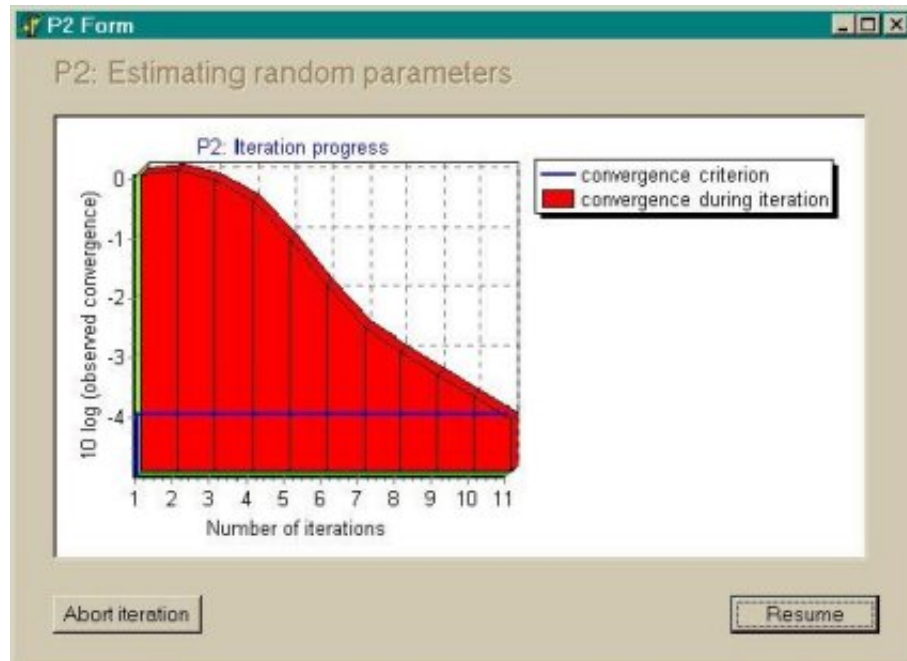 P2 Form
P2: Estimating random parameters
P2: Iteration progress
convergence criterion
convergence during iteration
10 log (observed convergence)
0
-1
-2
-3
-4
1 2 3 4 5 6 7 8 9 10 11
Number of iterations
Abort iteration
Resume